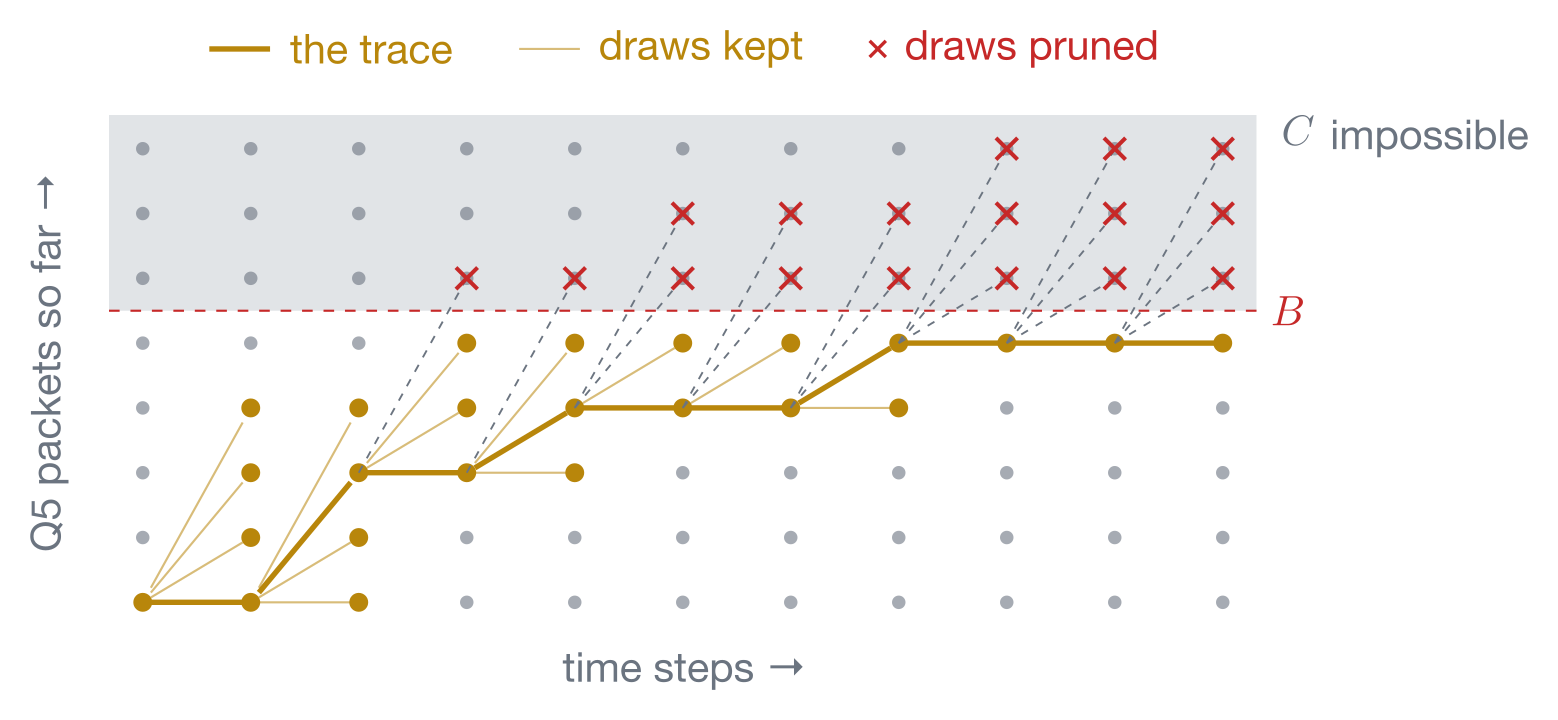 the trace
draws kept
× draws pruned
C impossible
B
Q5 packets so far →
time steps →